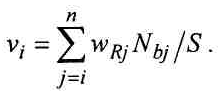 $v_i = \sum_{j=i}^{n} w_{Rj} N_{bj} / S .$